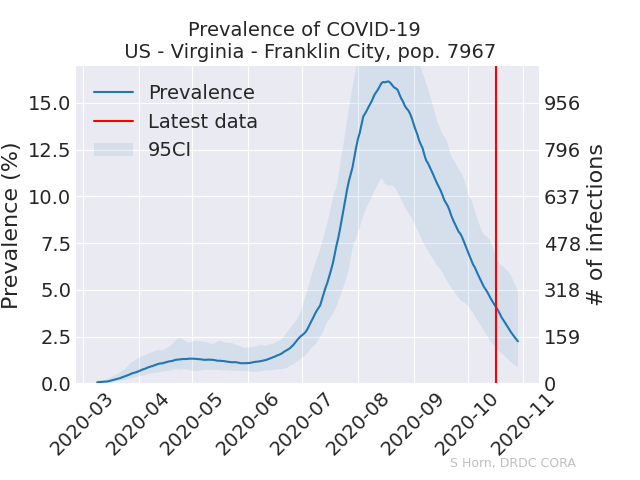 Prevalence of COVID-19
US - Virginia - Franklin City, pop. 7967
Prevalence
Latest data
95CI
Prevalence (%)
15.0
12.5
10.0
7.5
5.0
2.5
0.0
956
796
637
478
318
159
0
# of infections
2020-03
2020-04
2020-05
2020-06
2020-07
2020-08
2020-09
2020-10
2020-11
S Horn, DRDC CORA